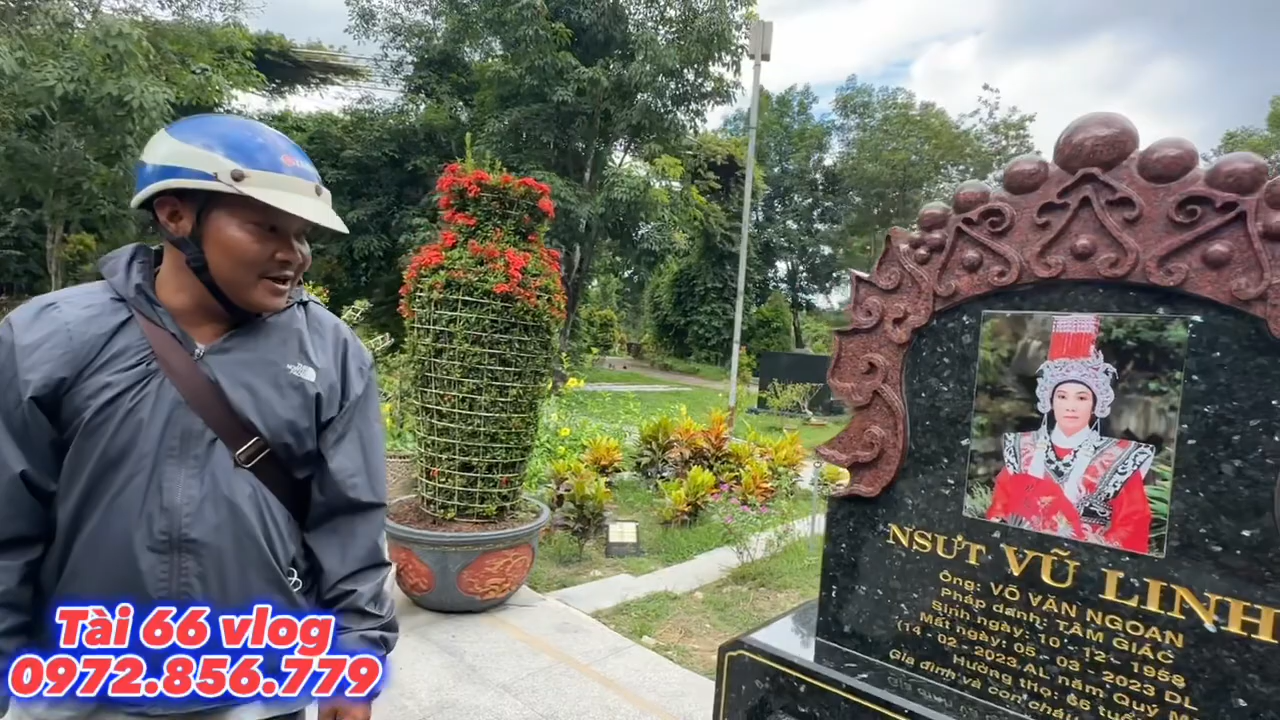 THE NORTH FACE
NSƯT VŨ LINH
Ông: VÕ VĂN NGOAN
Pháp danh: TÂM GIÁC
Sinh ngày: 10 - 12 - 1958
Mất ngày: 05 - 03 - 2023 DL
(14 - 02 - 2023 AL năm Quý M
Hưởng thọ: 66 tuổi
Gia đình và con cháu
Tài 66 vlog
0972.856.779